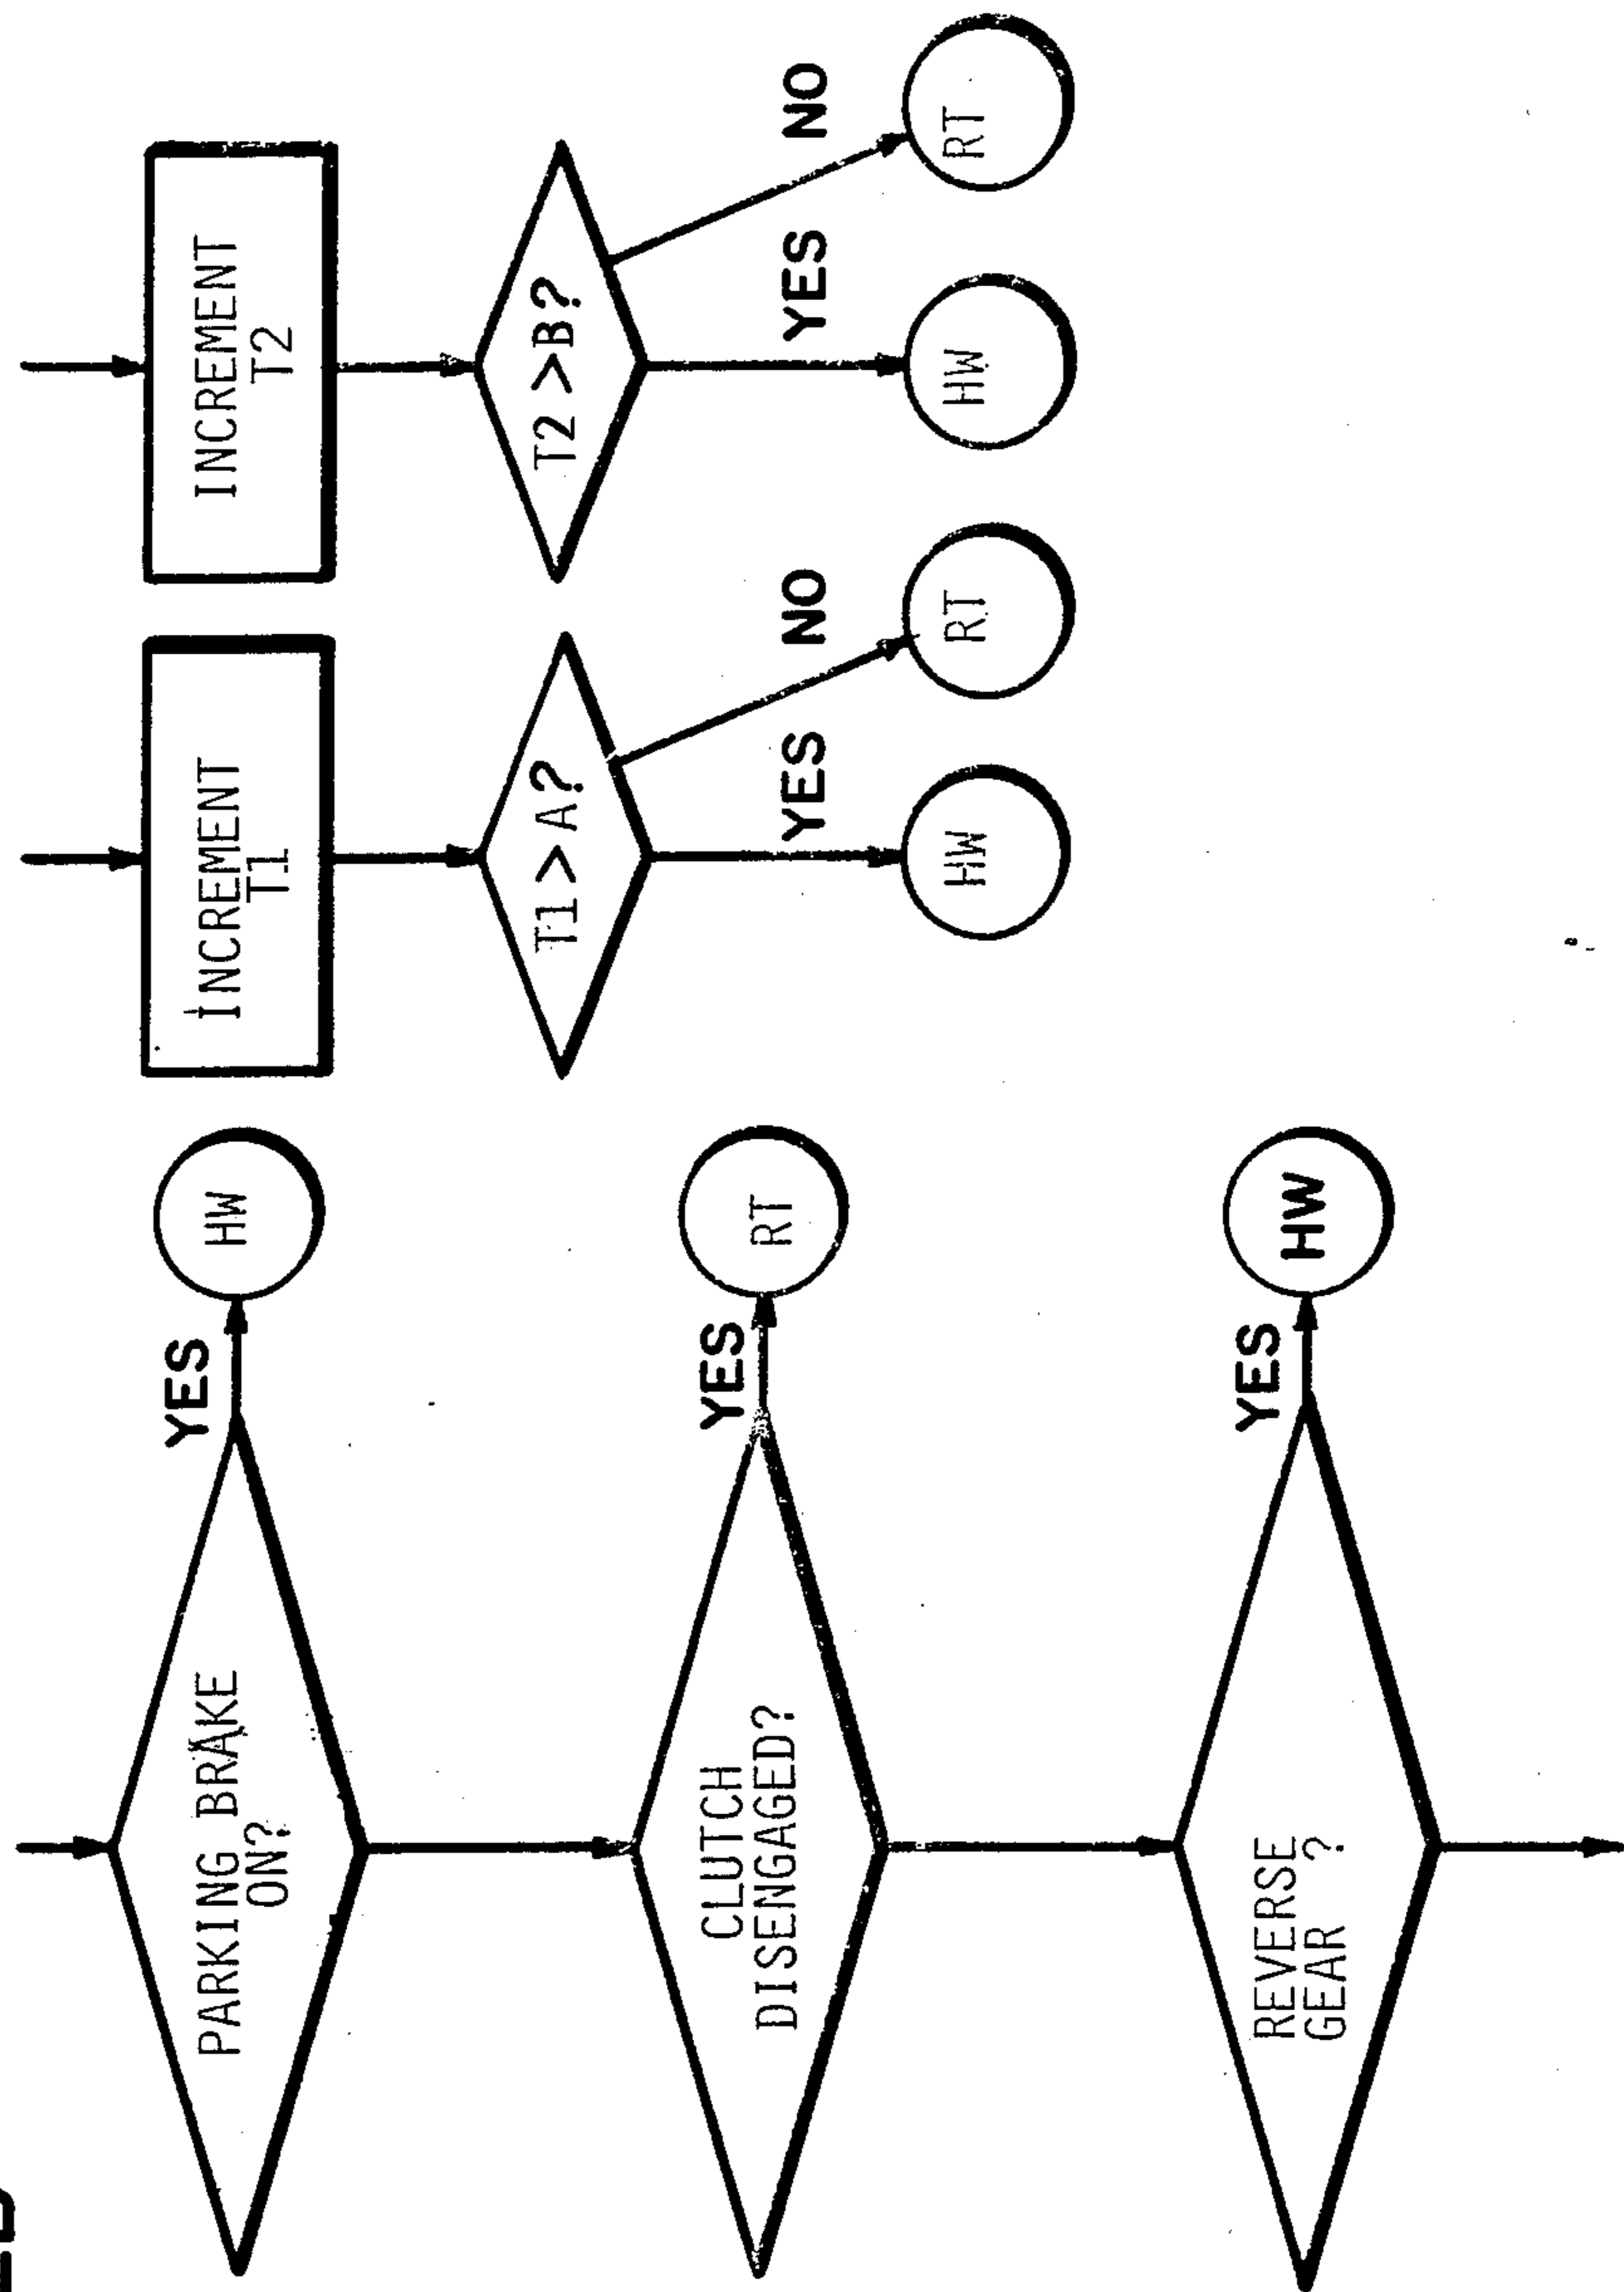 PARKING BRAKE
ON?
YES
HW
CLUTCH
DISENGAGED?
YES
RT
REVERSE
GEAR ?
YES
HW
INCREMENT
T1
T1 > A?
YES
NO
HW
RT
INCREMENT
T2
T2 > B?
YES
NO
HW
RT